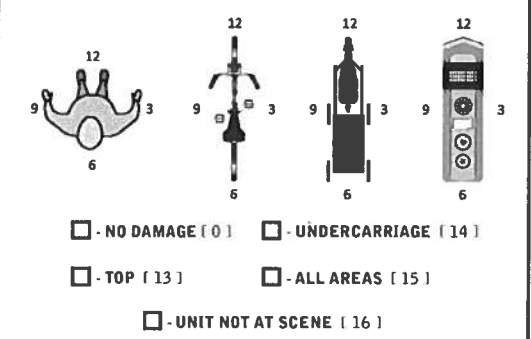 12 12 12
12
9 3 9 3 9 3 9 3
6
6 6 6
- NO DAMAGE [ 0 ] - UNDERCARRIAGE [ 14 ]
- TOP [ 13 ] - ALL AREAS [ 15 ]
- UNIT NOT AT SCENE [ 16 ]